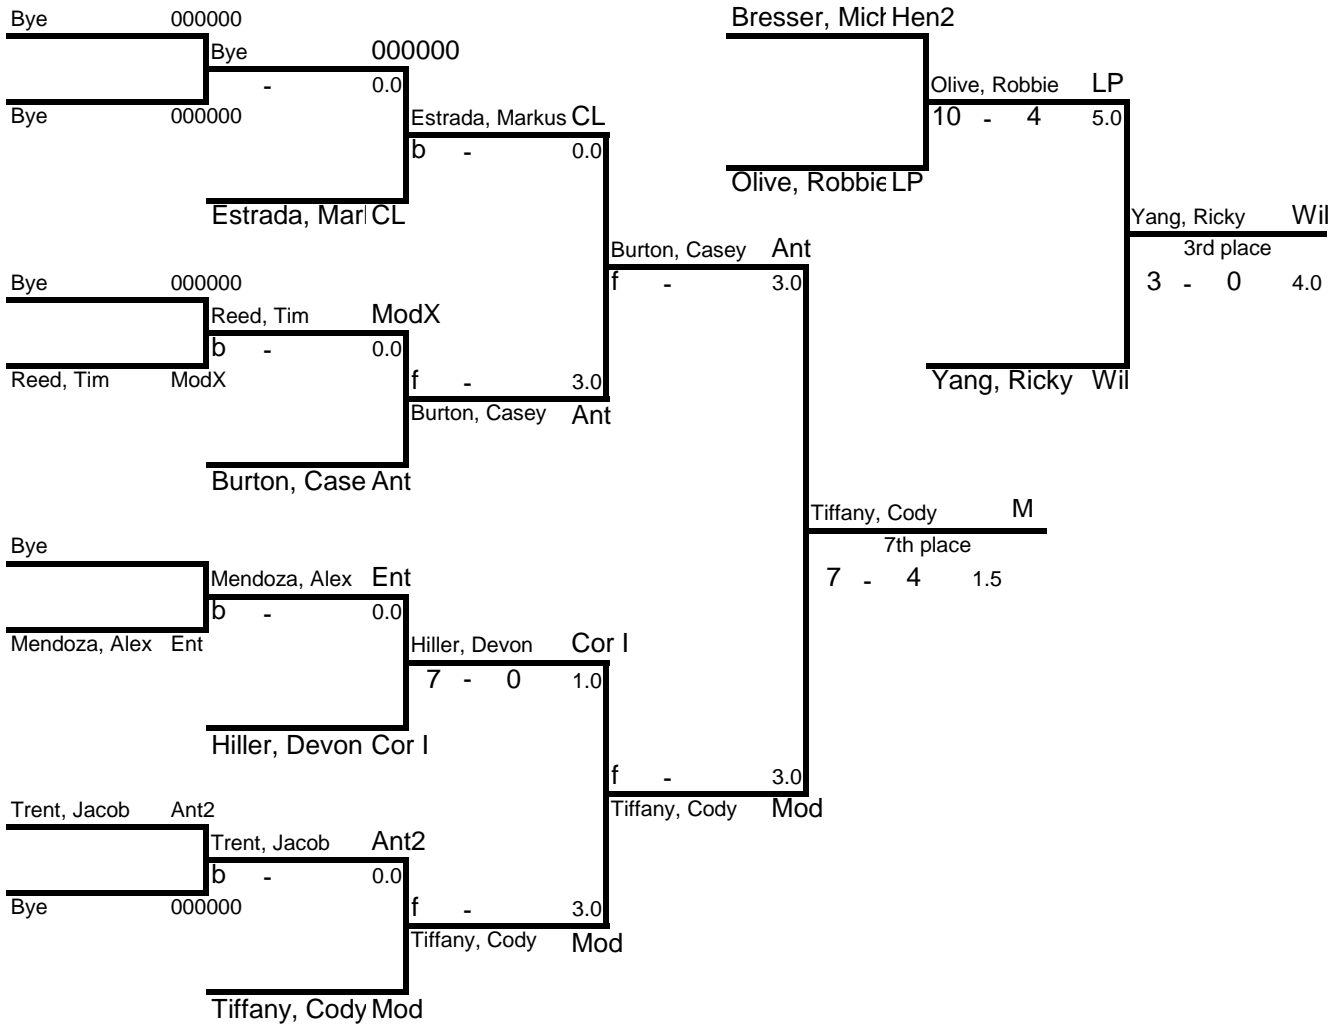 Bye 000000
Bye 000000
- 0.0
Bye 000000
Estrada, Markus CL
b - 0.0
Estrada, Mar CL
Bye 000000
Reed, Tim ModX
b - 0.0
Reed, Tim ModX
f - 3.0
Burton, Casey Ant
Burton, Case Ant
Burton, Casey Ant
f - 3.0
Bye
Mendoza, Alex Ent
b - 0.0
Mendoza, Alex Ent
Hiller, Devon Cor I
7 - 0 1.0
Hiller, Devon Cor I
Trent, Jacob Ant2
Trent, Jacob Ant2
b - 0.0
Bye 000000
f - 3.0
Tiffany, Cody Mod
Tiffany, Cody Mod
f - 3.0
Tiffany, Cody Mod
Tiffany, Cody M
7th place
7 - 4 1.5
Bresser, Mich Hen2
Olive, Robbie LP
10 - 4 5.0
Olive, Robbie LP
Yang, Ricky Wil
3rd place
3 - 0 4.0
Yang, Ricky Wil